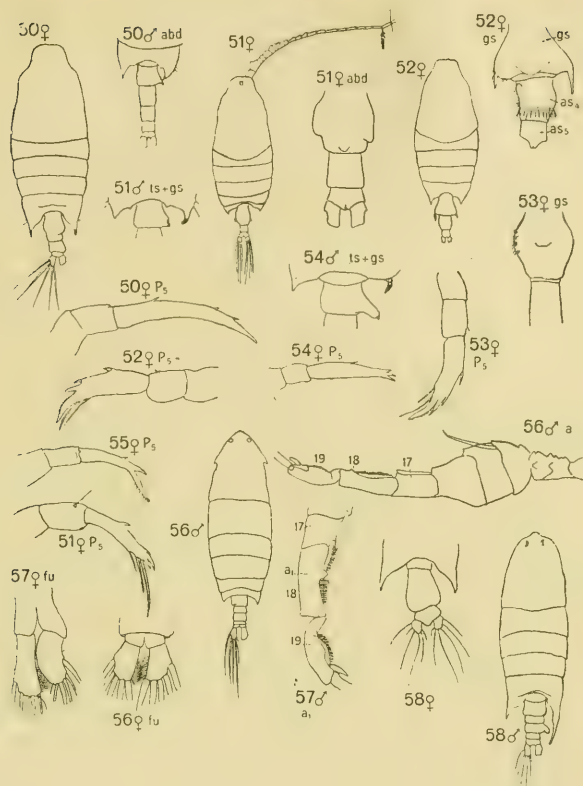 50♀
50♂ abd
51♀
52♀
gs
gs
as₄
as₅
51♀ abd
52♀
51♂ ts+gs
53♀ gs
54♂
ts+gs
50♀ P₅
52♀ P₅
54♀ P₅
53♀
P₅
56♂ a
19
18
17
55♀ P₅
51♀ P₅
56♂
17
a₁
18
19
57♂
a₁
57♀ fu
56♀ fu
58♀
58♂